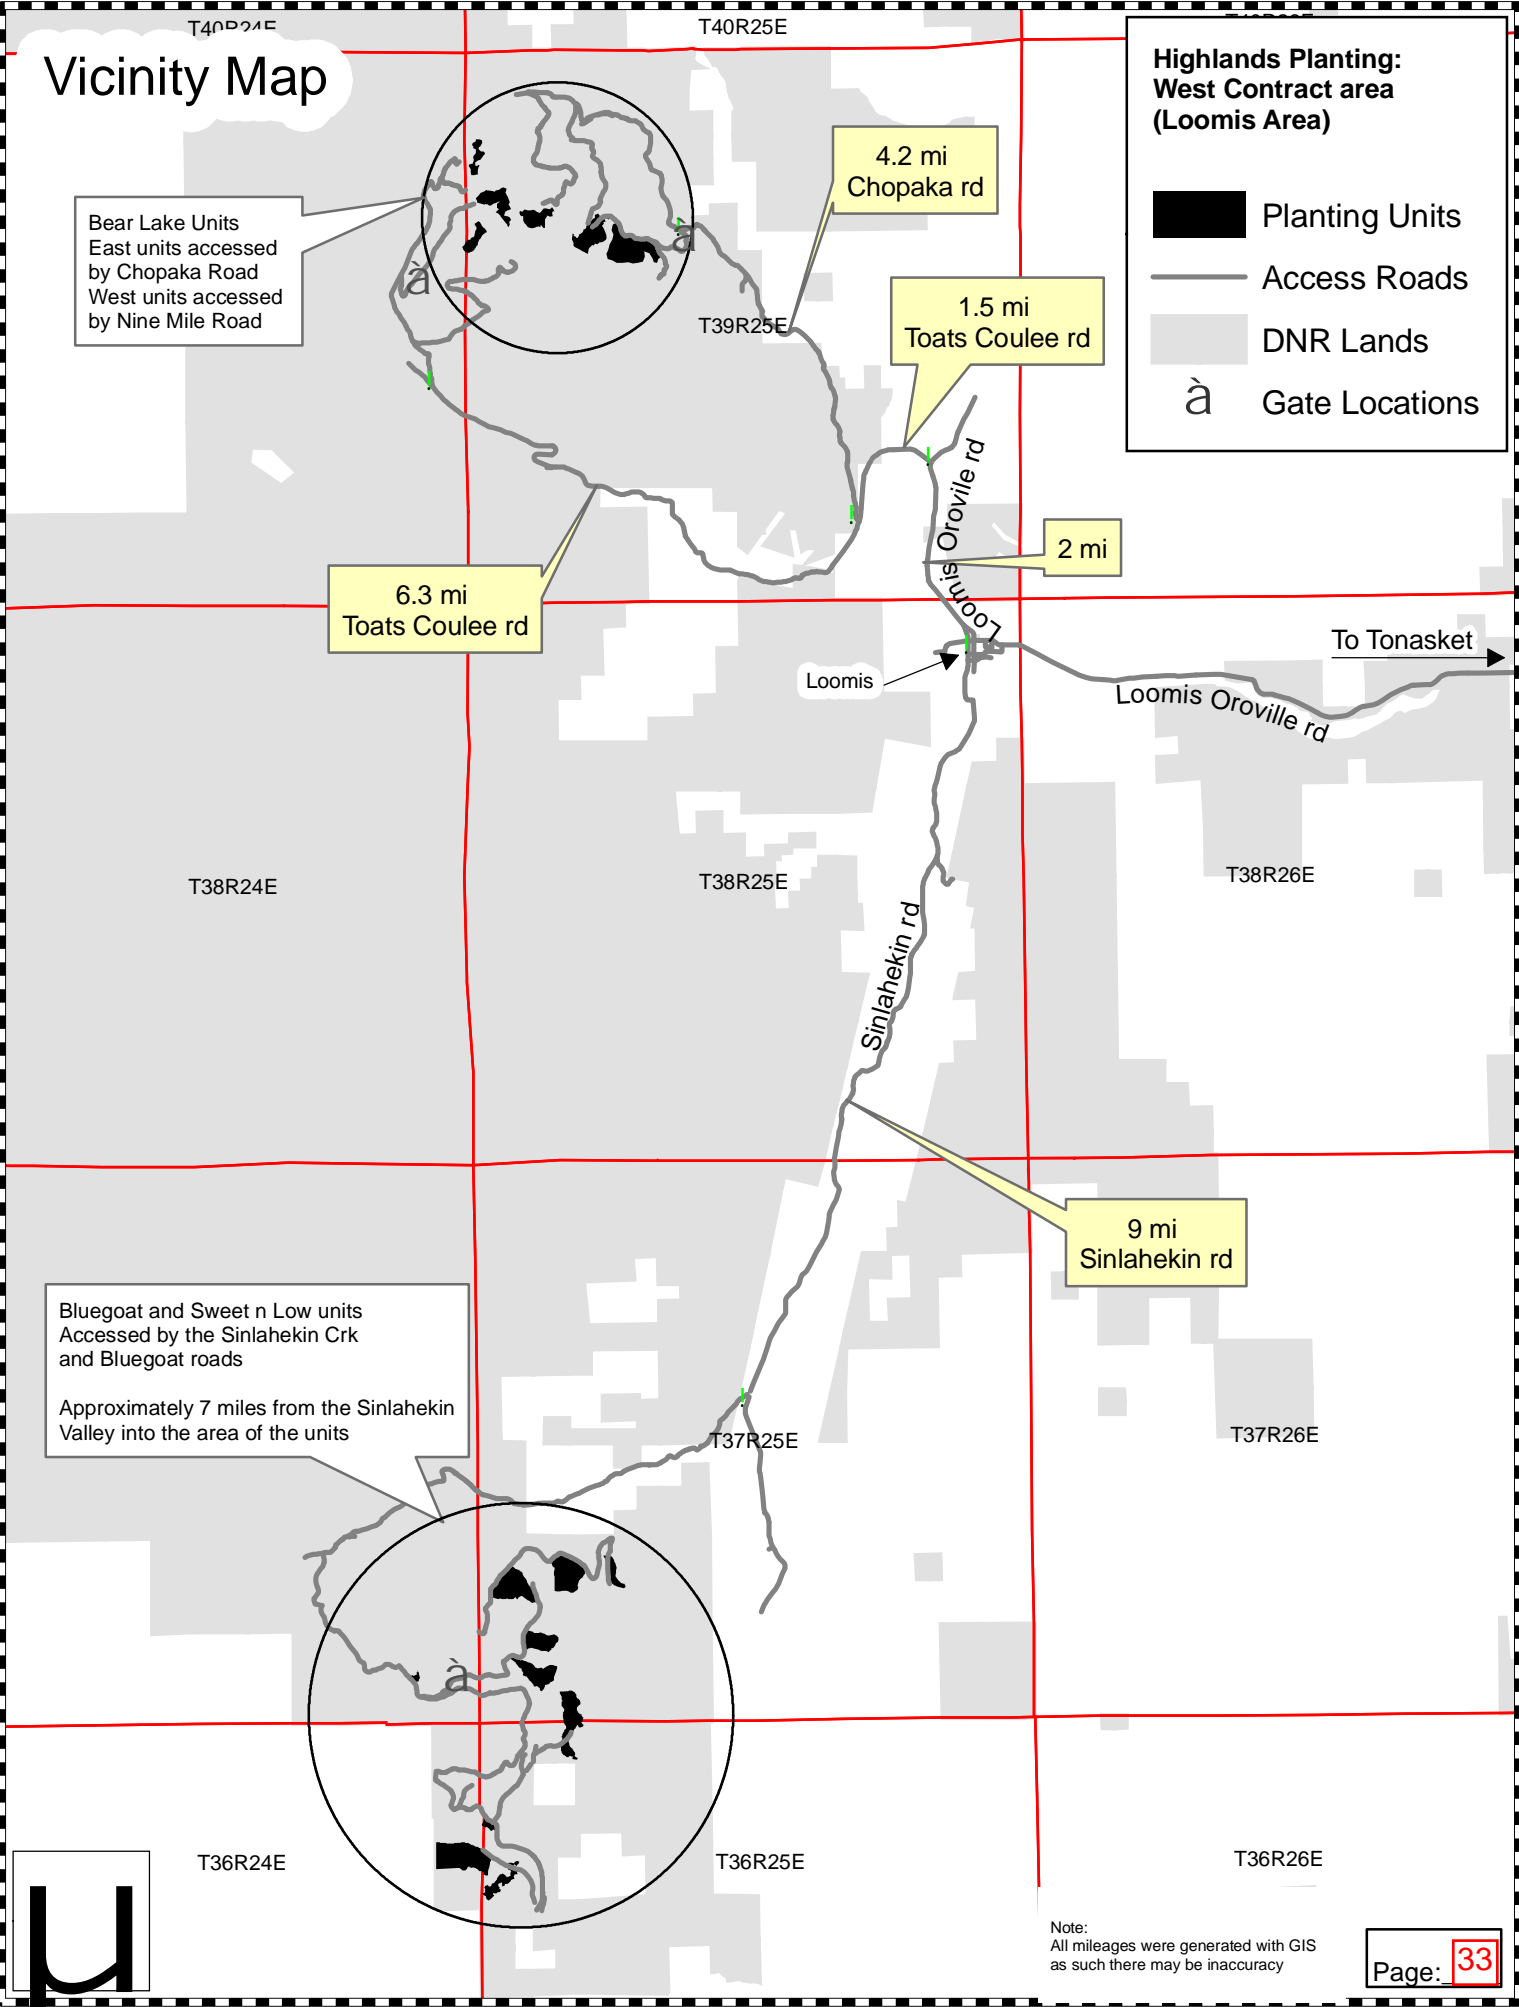 T40R24E
T40R25E
Vicinity Map
Highlands Planting:
West Contract area
(Loomis Area)
Planting Units
Access Roads
DNR Lands
à
Gate Locations
4.2 mi
Chopaka rd
Bear Lake Units
East units accessed
by Chopaka Road
West units accessed
by Nine Mile Road
à
à
T39R25E
1.5 mi
Toats Coulee rd
Loomis Oroville rd
2 mi
6.3 mi
Toats Coulee rd
To Tonasket
Loomis
Loomis Oroville rd
T38R24E
T38R25E
T38R26E
Sinlahekin rd
9 mi
Sinlahekin rd
Bluegoat and Sweet n Low units
Accessed by the Sinlahekin Crk
and Bluegoat roads
Approximately 7 miles from the Sinlahekin
Valley into the area of the units
T37R25E
T37R26E
à
T36R24E
T36R25E
T36R26E
µ
Note:
All mileages were generated with GIS
as such there may be inaccuracy
Page:_33